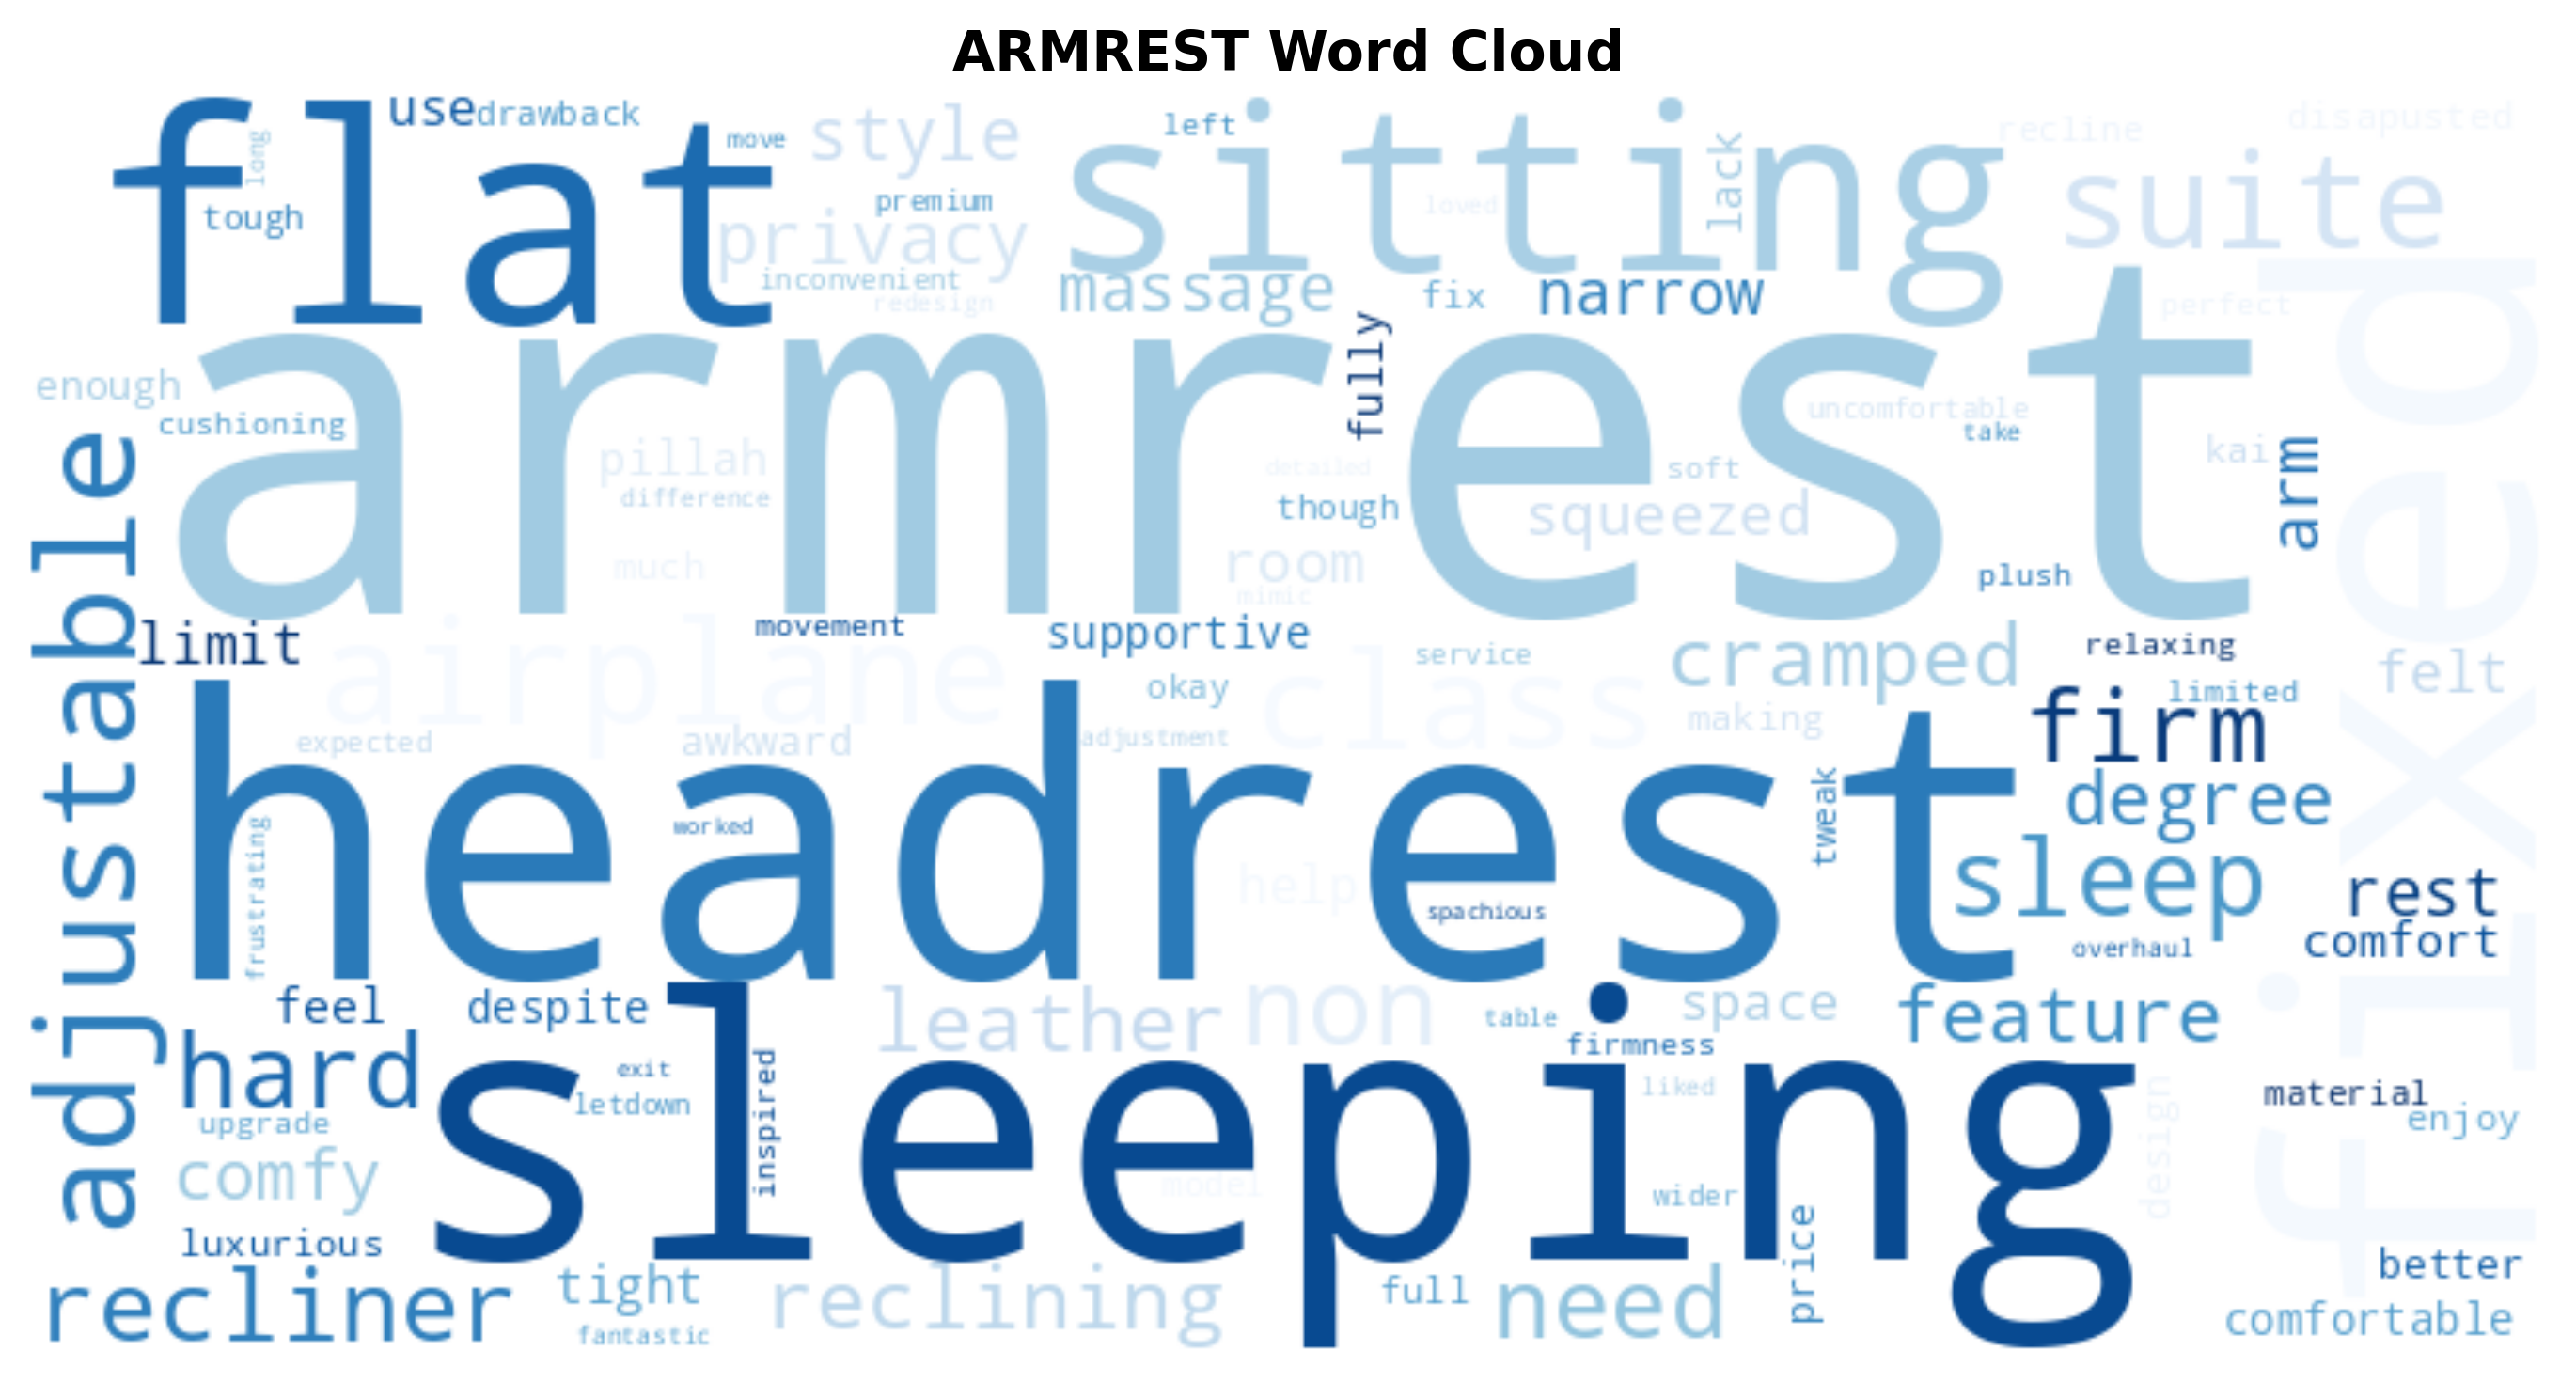 ARMREST Word Cloud
flat
use
drawback
long
tough
move
style
premium
privacy
inconvenient
redesign
left
sitting
loved
lack
recline
disapusted
suite
massage
fix
narrow
perfect
armrest
fully
enough
cushioning
pillah
difference
much
detailed
though
room
mimic
soft
squeezed
uncomfortable
take
plush
kai
arm
fixed
adjustable
limit
airplane
movement
supportive
okay
service
class
cramped
making
relaxing
limited
felt
firm
expected
awkward
adjustment
headrest
worked
frustrating
help
spachious
tweak
degree
sleep
rest
comfort
overhaul
feel
despite
leather
non
table
space
feature
firmness
hard
sleeping
exit
letdown
inspired
liked
design
material
enjoy
upgrade
comfy
model
wider
price
luxurious
recliner
tight
fantastic
reclining
full
need
better
comfortable